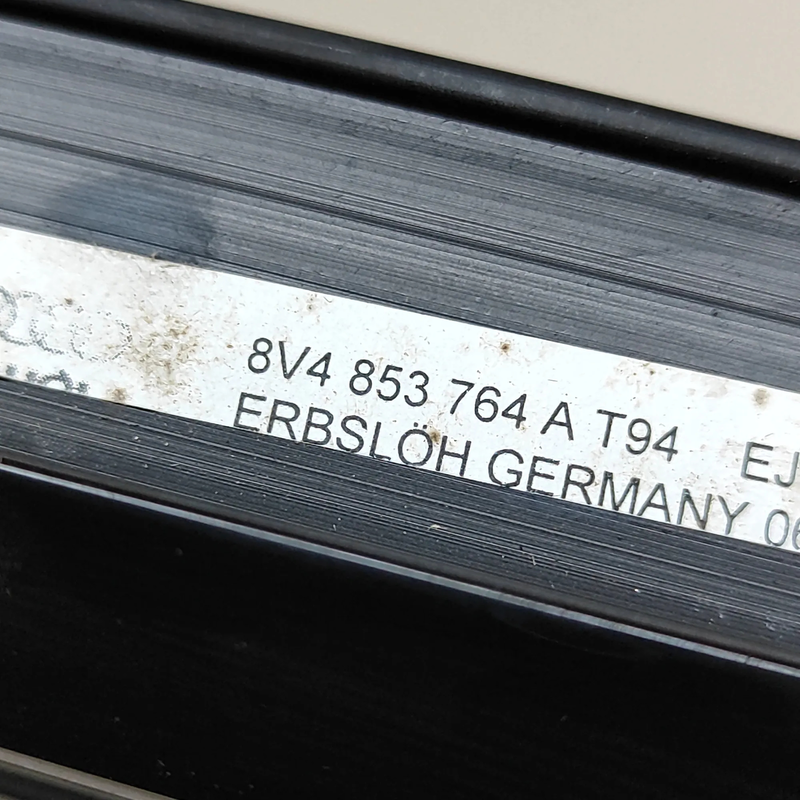 8V4 853 764 A T94 EJ
ERBSLÖH GERMANY 06